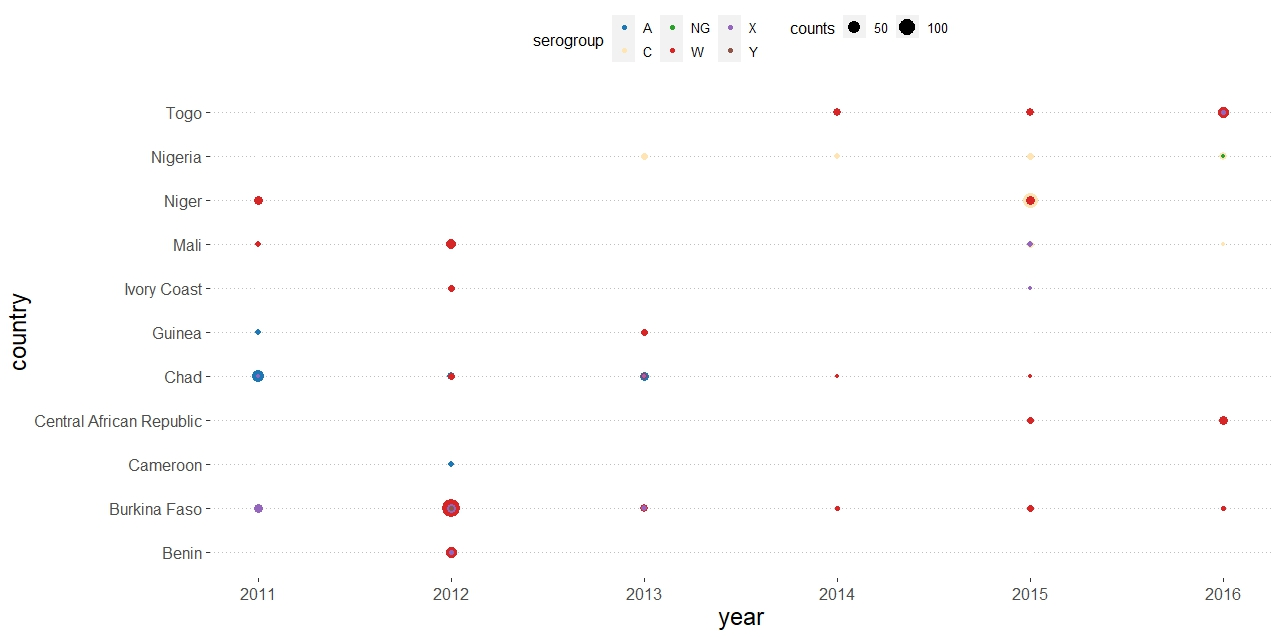 serogroup A NG X counts 50 100
C W Y
Togo
Nigeria
Niger
Mali
Ivory Coast
Guinea
Chad
Central African Republic
Cameroon
Burkina Faso
Benin
country
2011 2012 2013 2014 2015 2016
year